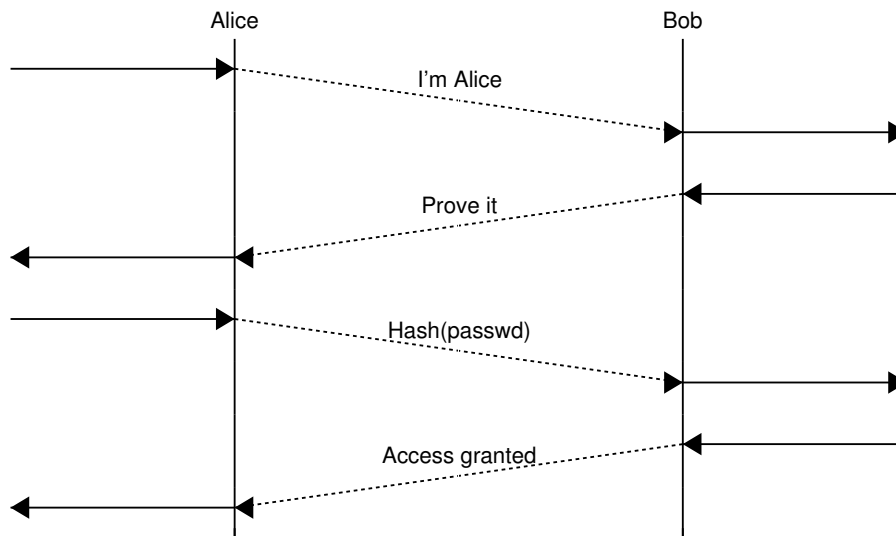 Alice
Bob
I'm Alice
Prove it
Hash(passwd)
Access granted